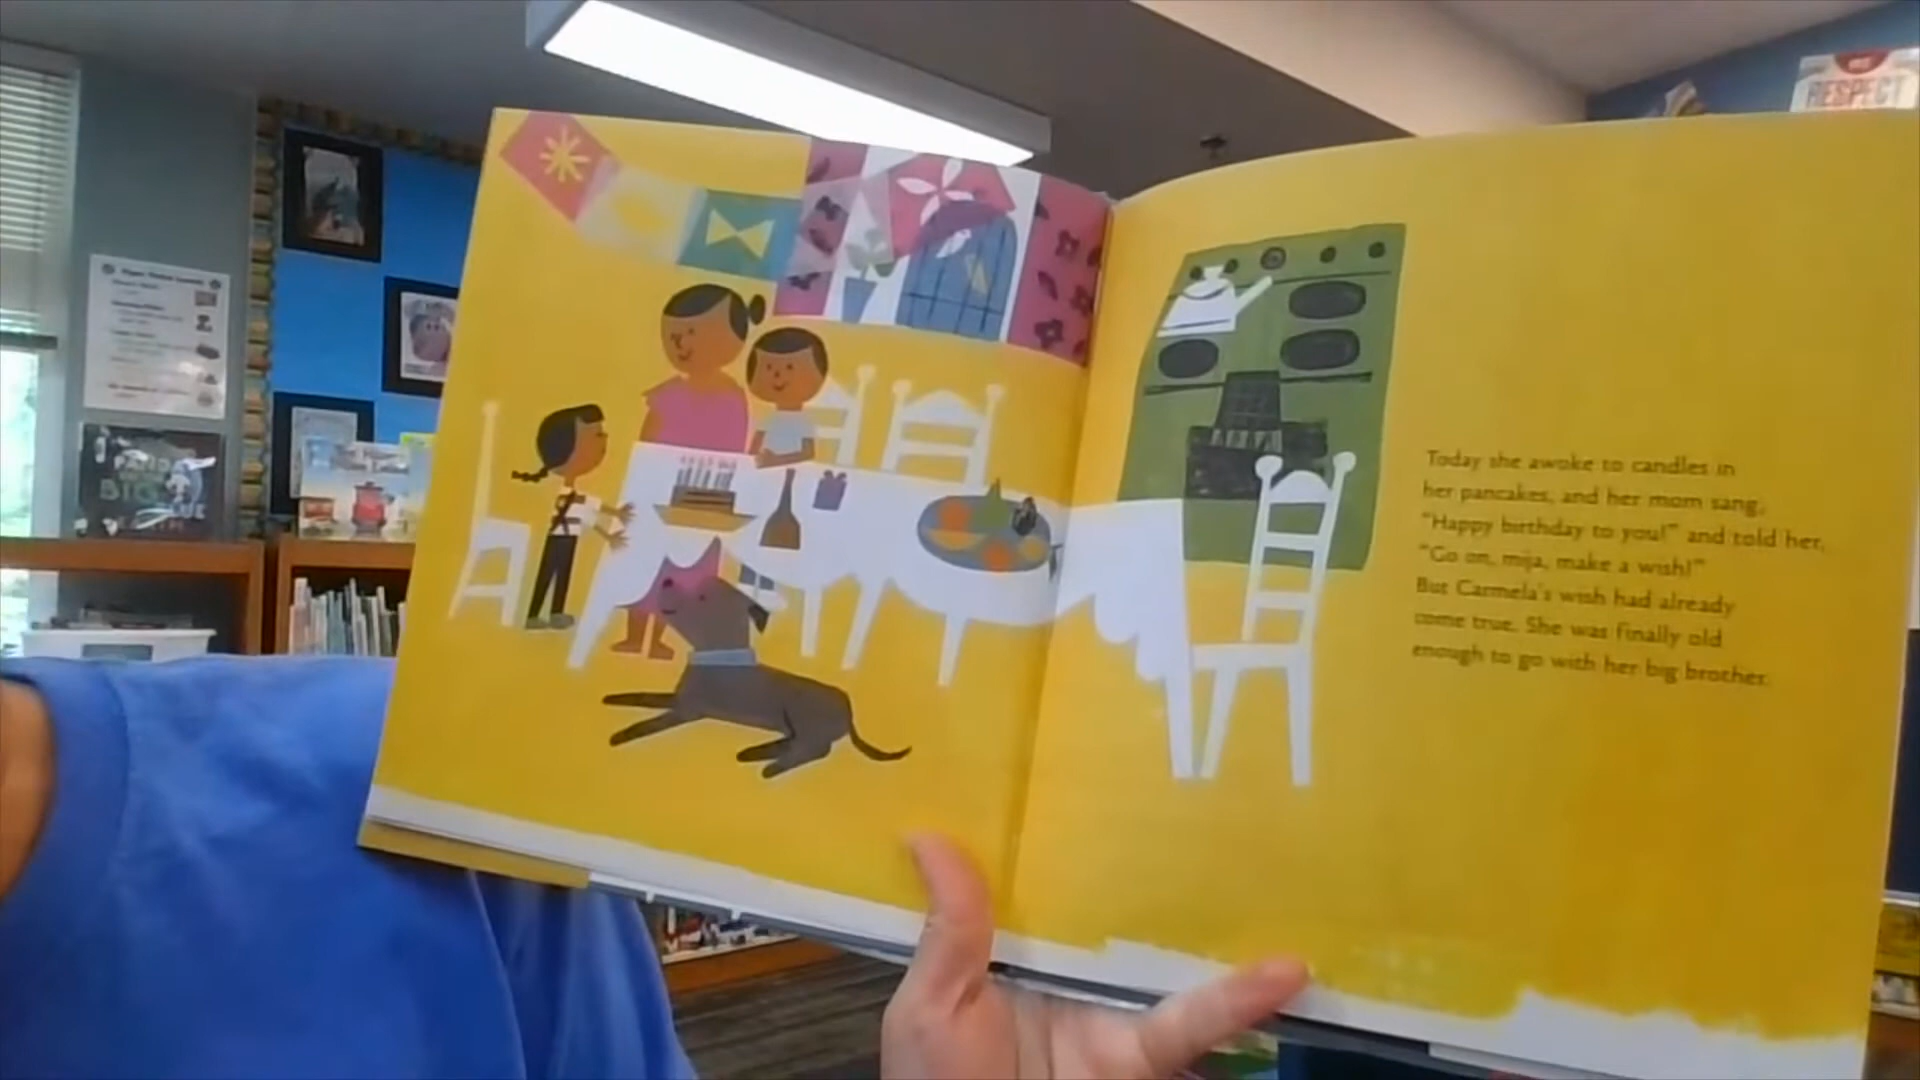 RESPECT
Today she awoke to candles in
her pancakes, and her mom sang,
"Happy birthday to you!" and told her,
"Go on, mija, make a wish!"
But Carmela's wish had already
come true. She was finally old
enough to go with her big brother.